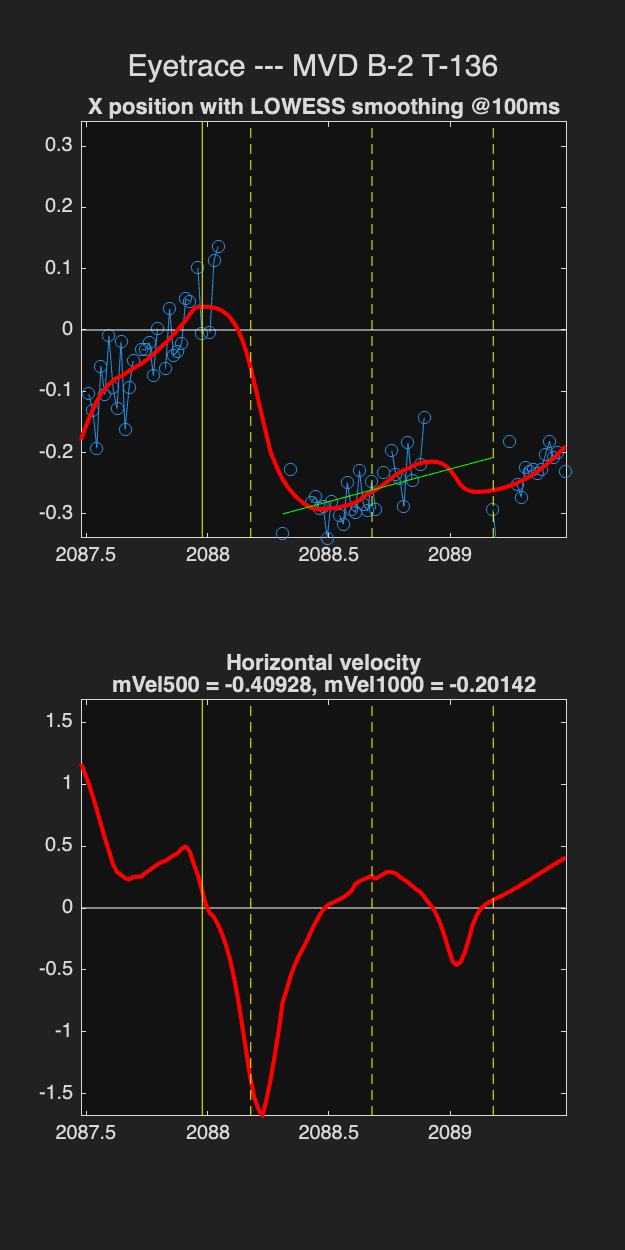 Eyetrace --- MVD B-2 T-136
X position with LOWESS smoothing @100ms
0.3
0.2
0.1
0
-0.1
-0.2
-0.3
2087.5 2088 2088.5 2089
Horizontal velocity
mVel500 = -0.40928, mVel1000 = -0.20142
1.5
1
0.5
0
-0.5
-1
-1.5
2087.5 2088 2088.5 2089